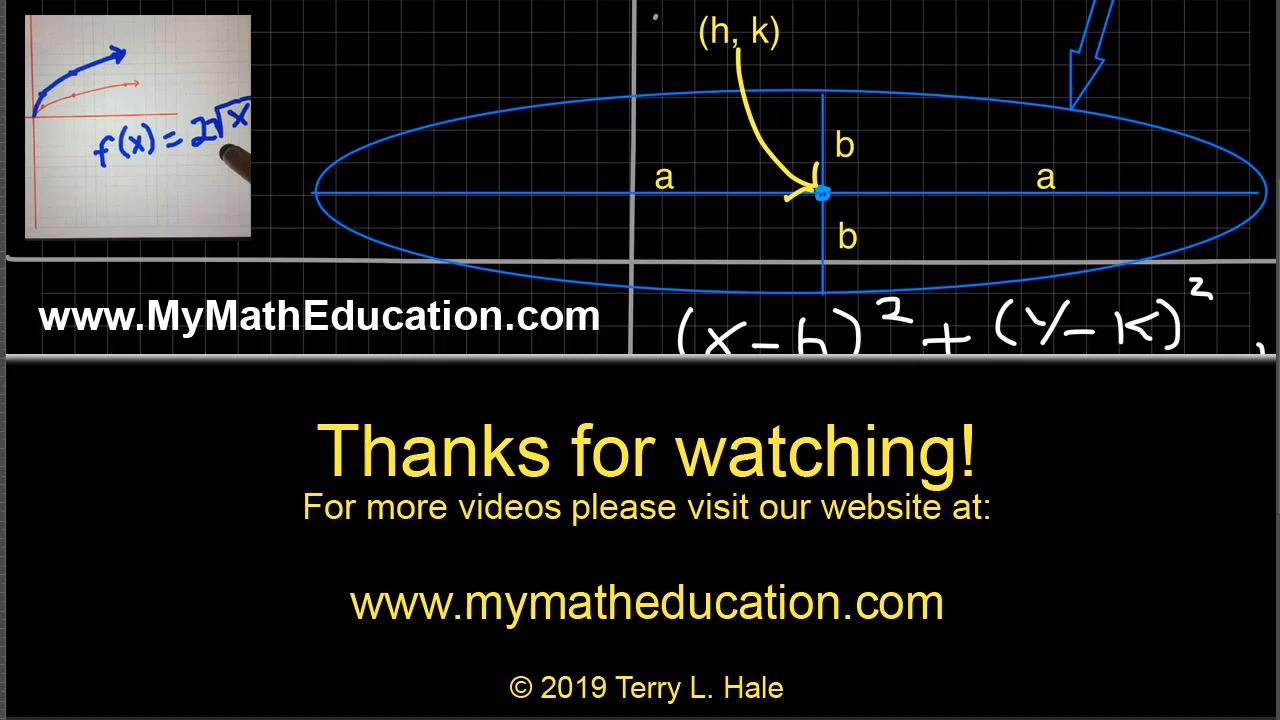 (h, k)
b
a
a
b
f(x) = 2√x
www.MyMathEducation.com
(x - h)² + (y - k)²
Thanks for watching!
For more videos please visit our website at:
www.mymatheducation.com
© 2019 Terry L. Hale